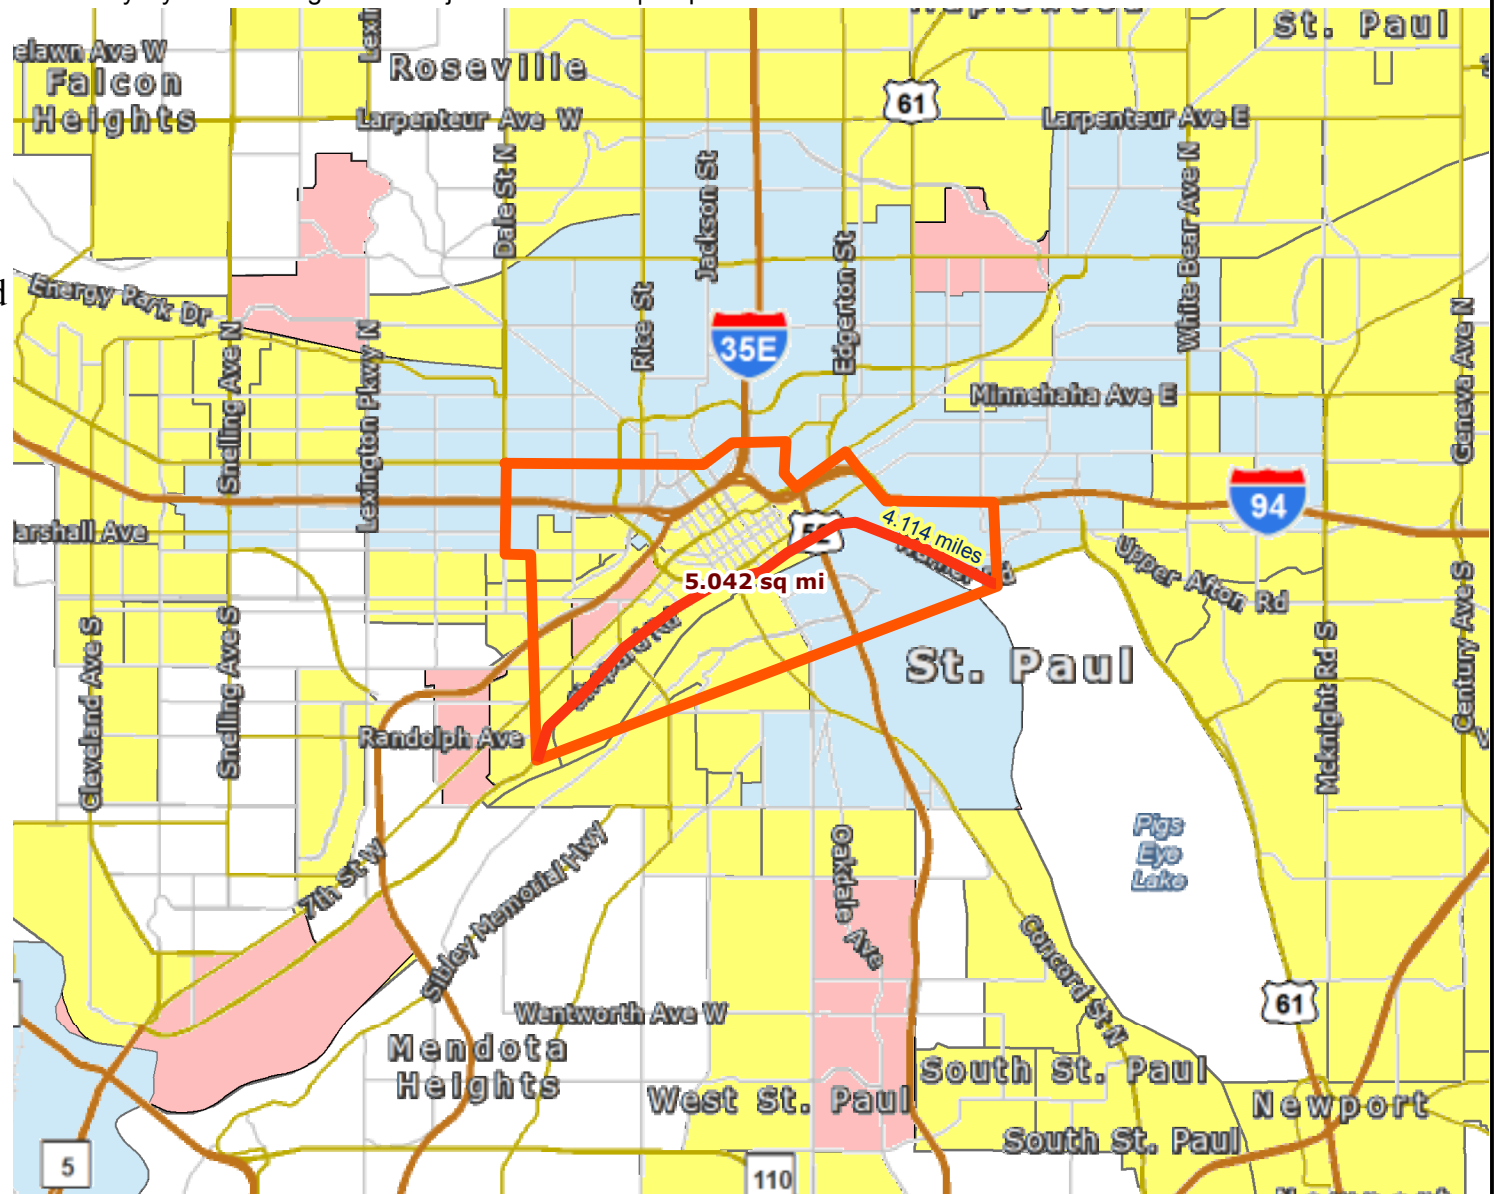 St. Paul
elawn Ave W
Falcon
Heights
Roseville
Larpenteur Ave W
61
Larpenteur Ave E
Dale St N
Jackson St
White Bear Ave N
Energy Park Dr
Rice St
Edgerton St
Snelling Ave N
Lexington Pkwy N
35E
Geneva Ave N
Minnehaha Ave E
94
arshall Ave
4.114 miles
Upper Afton Rd
5.042 sq mi
Cleveland Ave S
Snelling Ave S
St. Paul
Mcknight Rd S
Century Ave S
Randolph Ave
Pigs
Eye
Lake
7th St W
Sibley Memorial Hwy
Oakdale Ave
Concord St N
61
Wentworth Ave W
Mendota
Heights
West St. Paul
South St. Paul
Newport
South St. Paul
5
110